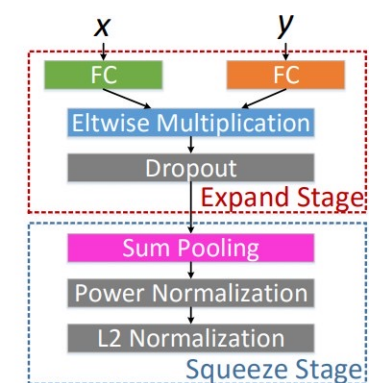 x y
FC FC
Eltwise Multiplication
Dropout
Expand Stage
Sum Pooling
Power Normalization
L2 Normalization
Squeeze Stage